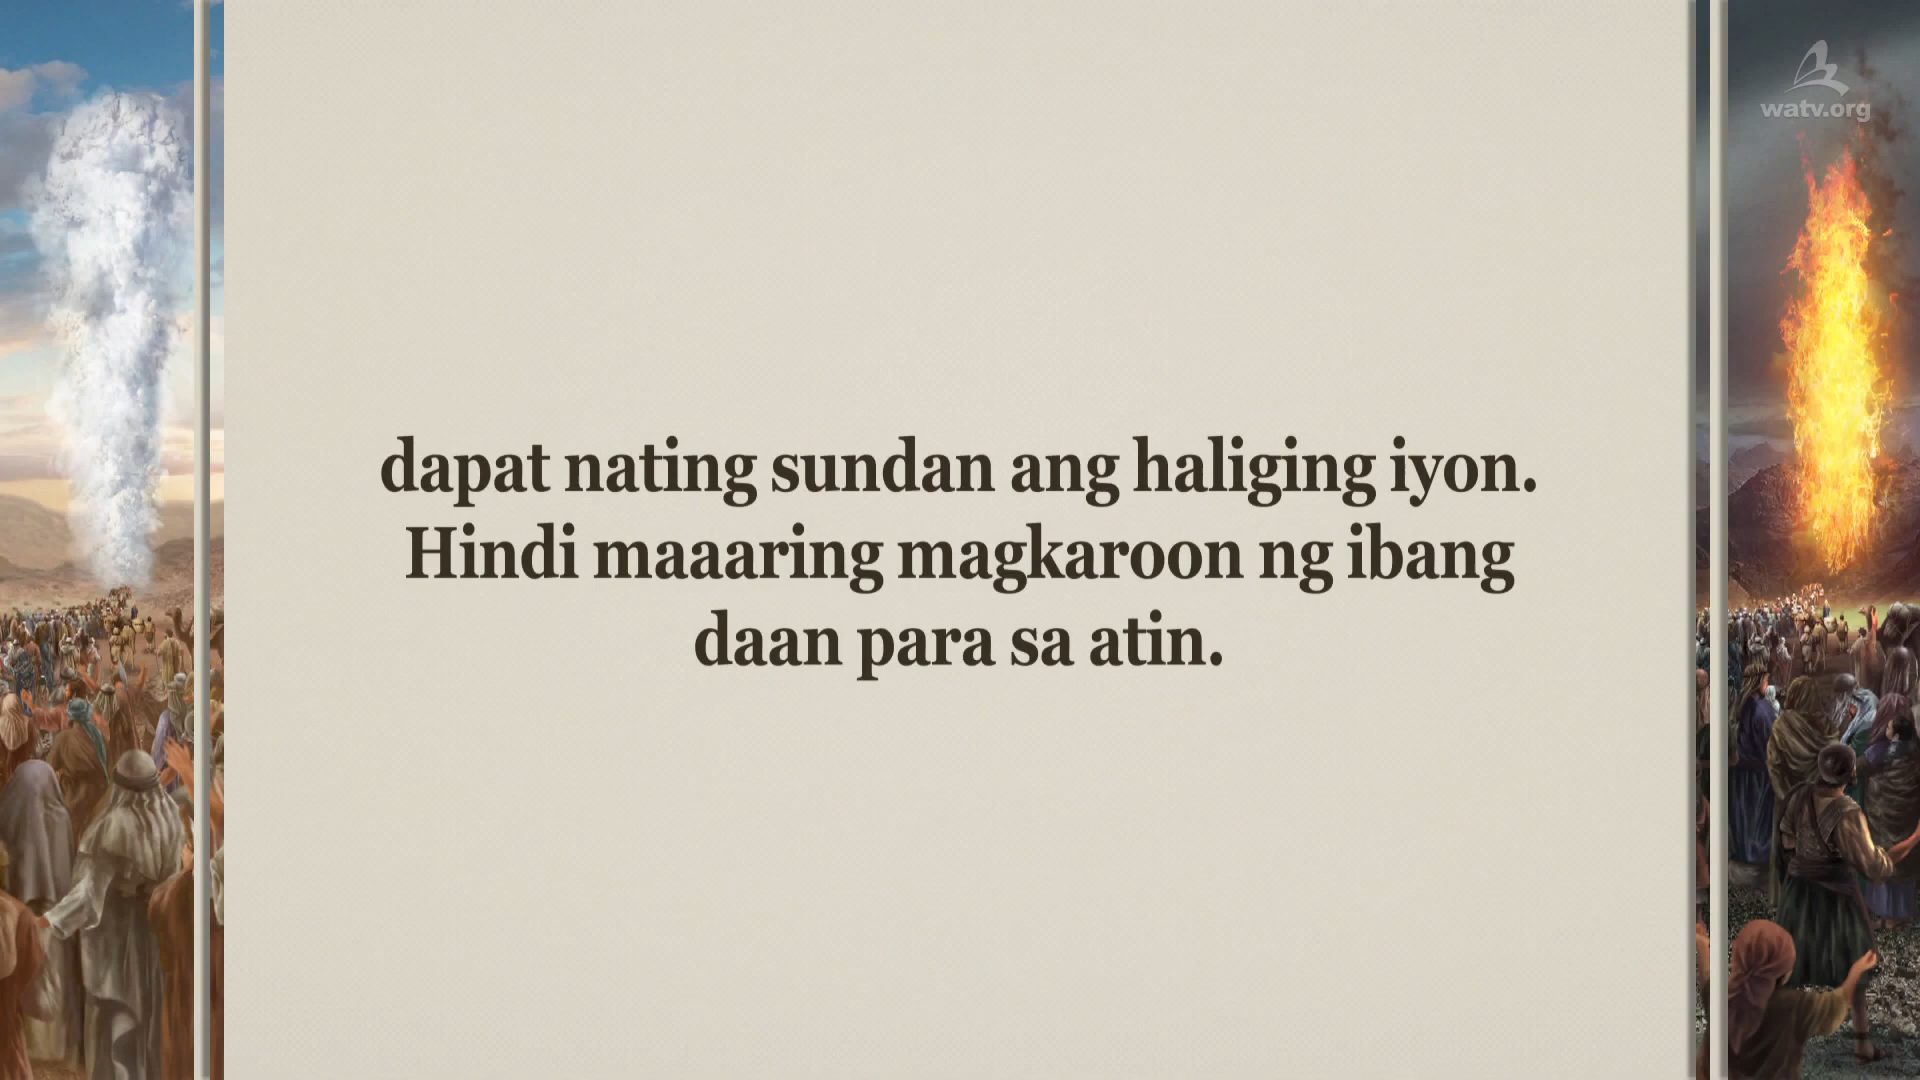 watv.org
dapat nating sundan ang haliging iyon.
Hindi maaaring magkaroon ng ibang
daan para sa atin.